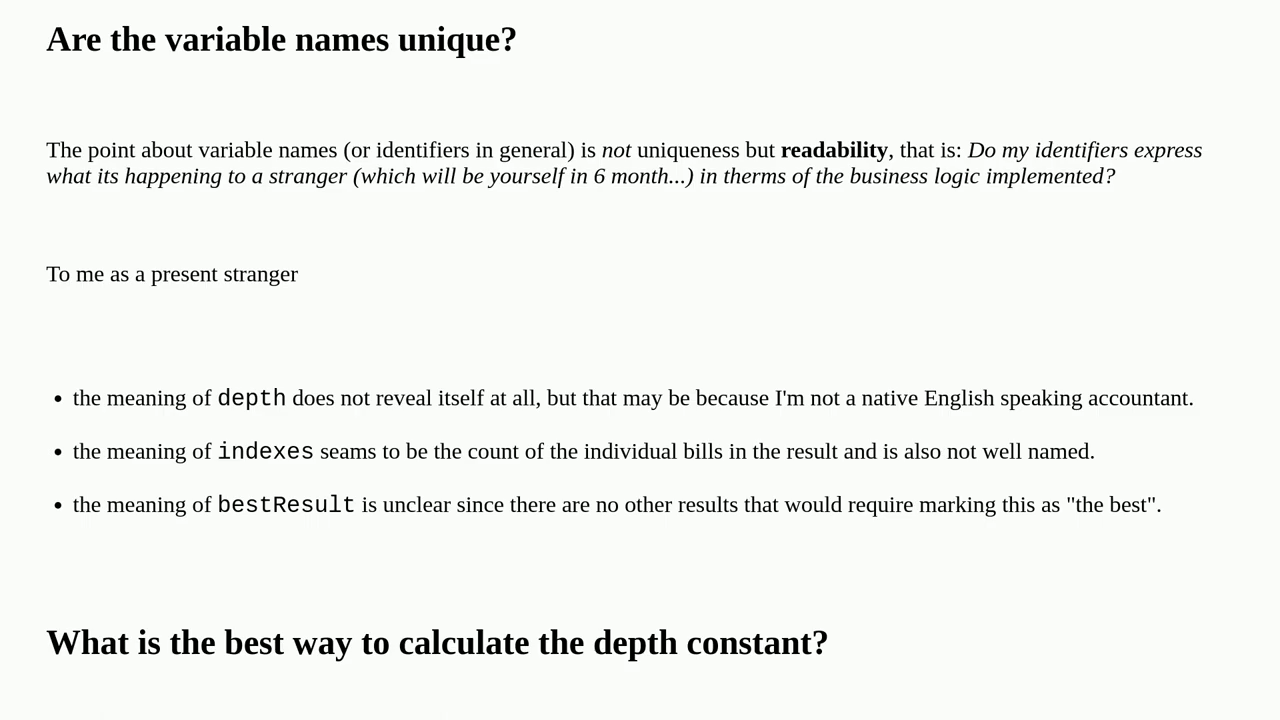 Are the variable names unique?
The point about variable names (or identifiers in general) is not uniqueness but readability, that is: Do my identifiers express
what its happening to a stranger (which will be yourself in 6 month...) in therms of the business logic implemented?
To me as a present stranger
• the meaning of depth does not reveal itself at all, but that may be because I'm not a native English speaking accountant.
• the meaning of indexes seams to be the count of the individual bills in the result and is also not well named.
• the meaning of bestResult is unclear since there are no other results that would require marking this as "the best".
What is the best way to calculate the depth constant?